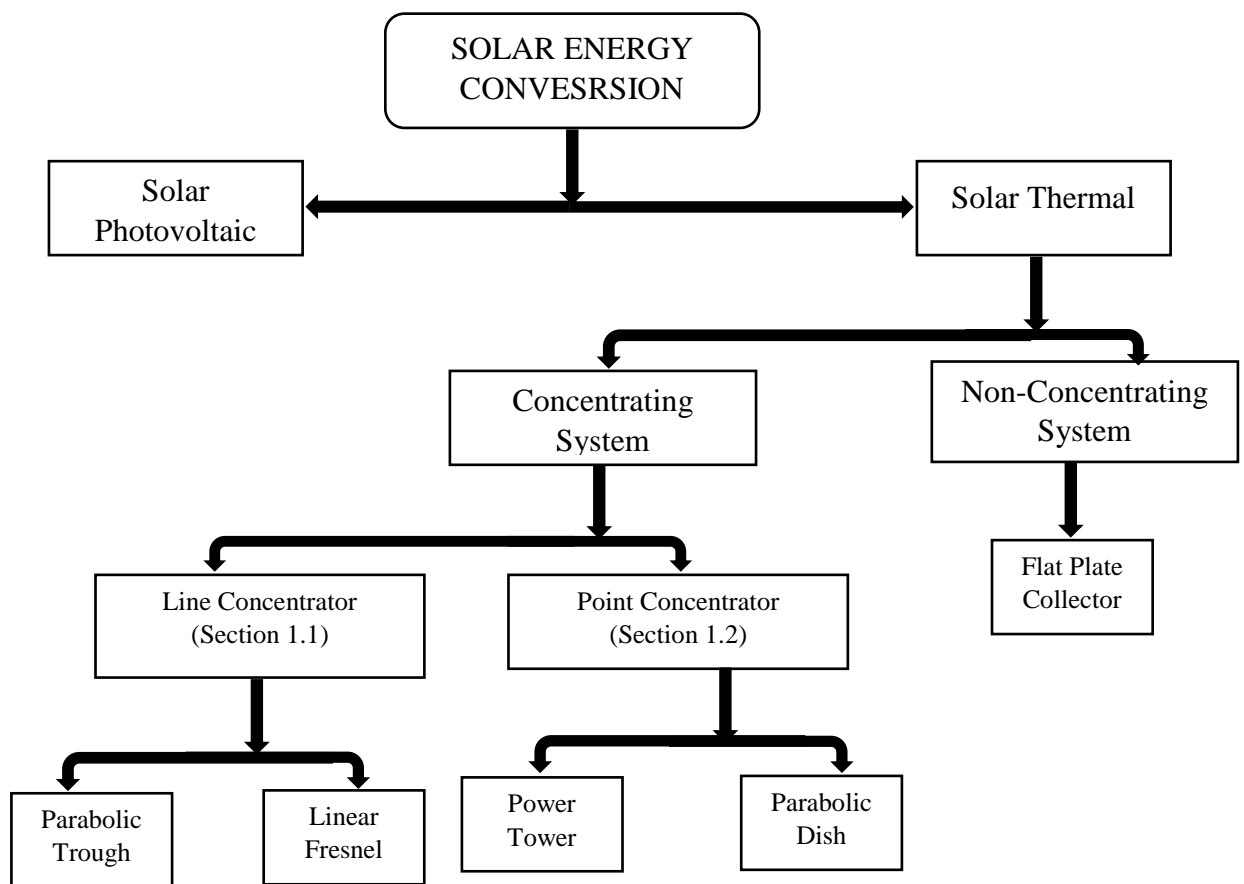 SOLAR ENERGY
CONVESRSION
Solar
Photovoltaic
Solar Thermal
Concentrating
System
Non-Concentrating
System
Line Concentrator
(Section 1.1)
Point Concentrator
(Section 1.2)
Flat Plate
Collector
Parabolic
Trough
Linear
Fresnel
Power
Tower
Parabolic
Dish